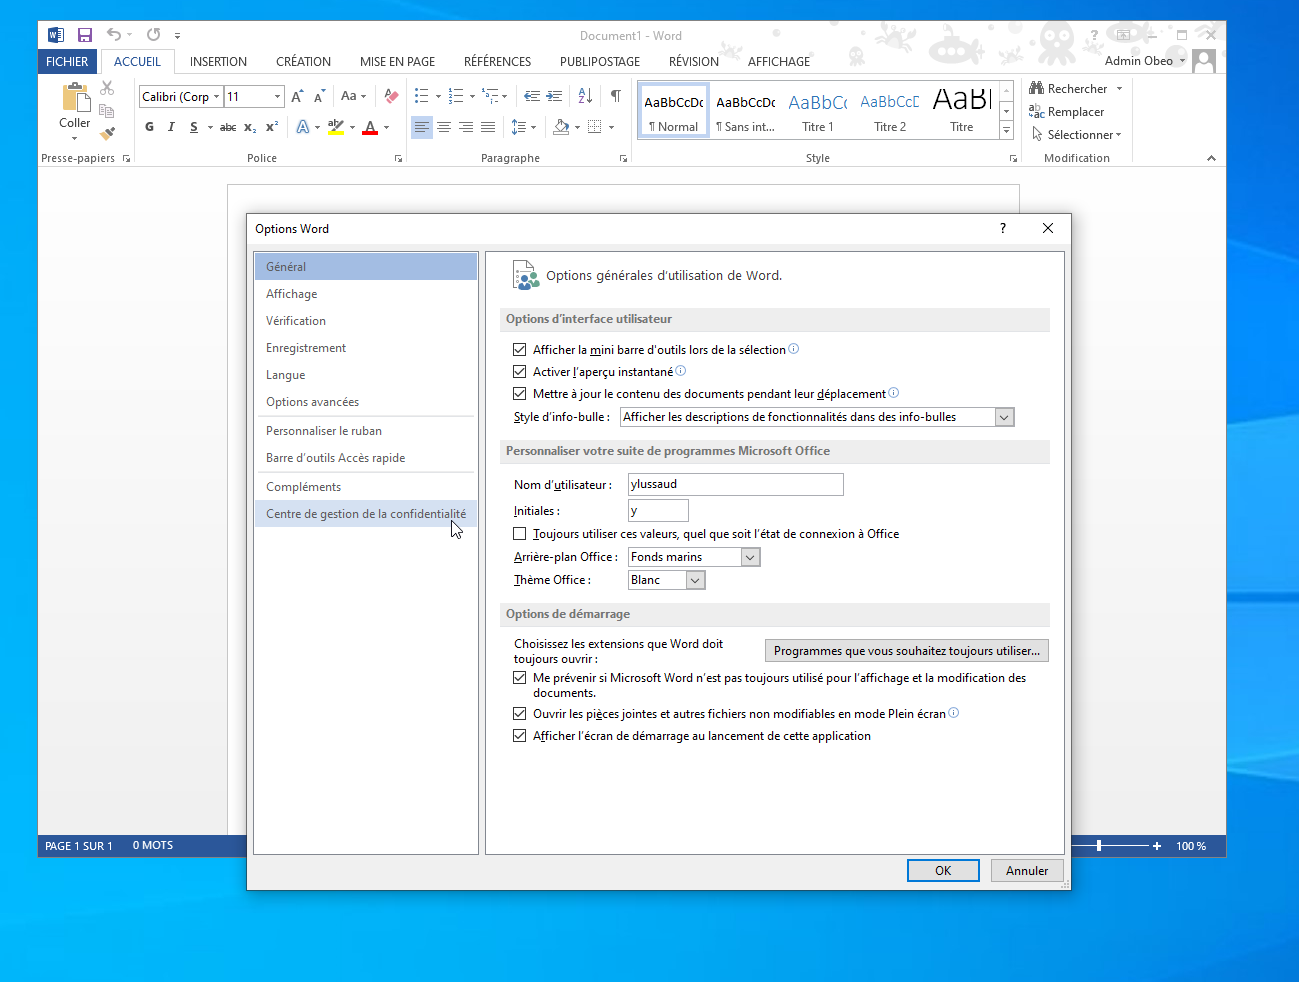 Document1 - Word
?
FICHIER ACCUEIL INSERTION CRÉATION MISE EN PAGE RÉFÉRENCES PUBLIPOSTAGE RÉVISION AFFICHAGE Admin Obeo
Coller
Calibri (Corp 11 A A Aa
G I S abc x₂ x² A aby A
AaBbCcDc AaBbCcDc AaBbC AaBbCcD AaB
¶ Normal ¶ Sans int... Titre 1 Titre 2 Titre
Rechercher
Remplacer
Sélectionner
Presse-papiers Police Paragraphe Style Modification
Options Word
?
Général
Affichage
Vérification
Enregistrement
Langue
Options avancées
Personnaliser le ruban
Barre d'outils Accès rapide
Compléments
Centre de gestion de la confidentialité
Options générales d'utilisation de Word.
Options d'interface utilisateur
Afficher la mini barre d'outils lors de la sélection
Activer l'aperçu instantané
Mettre à jour le contenu des documents pendant leur déplacement
Style d'info-bulle : Afficher les descriptions de fonctionnalités dans des info-bulles
Personnaliser votre suite de programmes Microsoft Office
Nom d'utilisateur : ylussaud
Initiales : y
Toujours utiliser ces valeurs, quel que soit l'état de connexion à Office
Arrière-plan Office : Fonds marins
Thème Office : Blanc
Options de démarrage
Choisissez les extensions que Word doit
toujours ouvrir :
Programmes que vous souhaitez toujours utiliser...
Me prévenir si Microsoft Word n'est pas toujours utilisé pour l'affichage et la modification des
documents.
Ouvrir les pièces jointes et autres fichiers non modifiables en mode Plein écran
Afficher l'écran de démarrage au lancement de cette application
OK Annuler
PAGE 1 SUR 1 0 MOTS 100 %